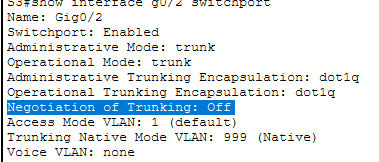 S3#show interface g0/2 switchport
Name: Gig0/2
Switchport: Enabled
Administrative Mode: trunk
Operational Mode: trunk
Administrative Trunking Encapsulation: dot1q
Operational Trunking Encapsulation: dot1q
Negotiation of Trunking: Off
Access Mode VLAN: 1 (default)
Trunking Native Mode VLAN: 999 (Native)
Voice VLAN: none